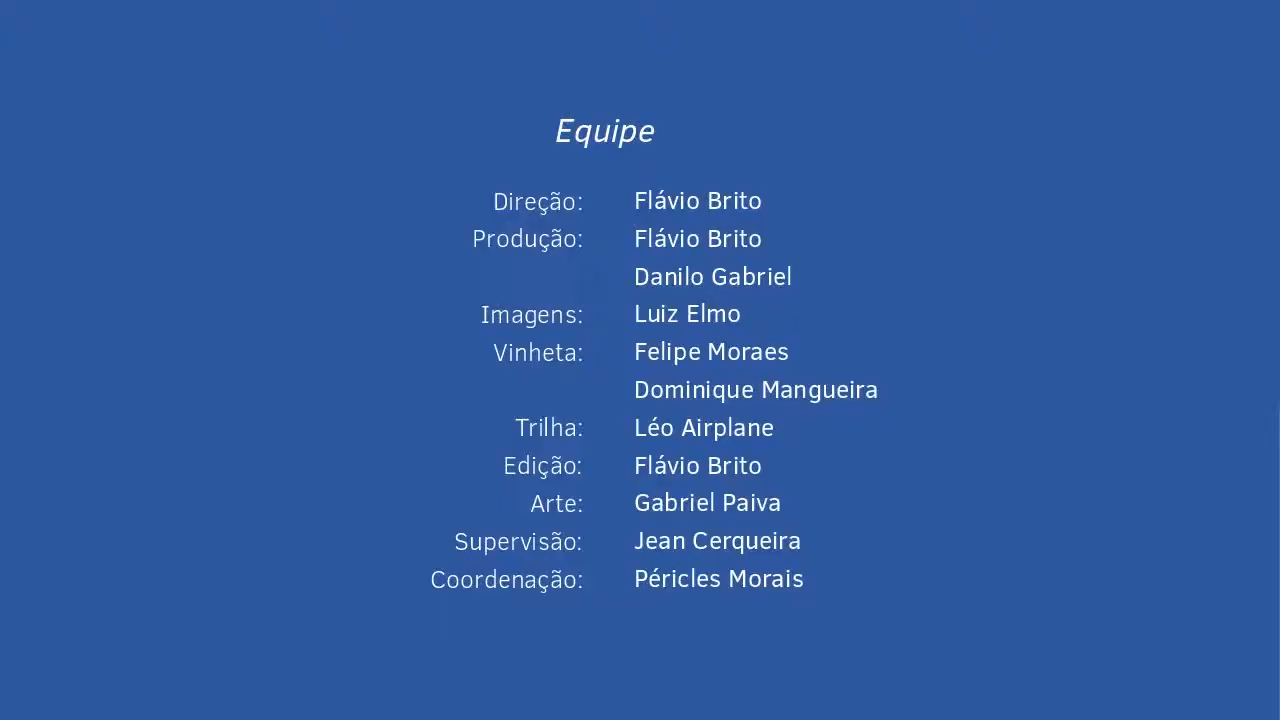 Equipe
Direção: Flávio Brito
Produção: Flávio Brito
Danilo Gabriel
Imagens: Luiz Elmo
Vinheta: Felipe Moraes
Dominique Mangueira
Trilha: Léo Airplane
Edição: Flávio Brito
Arte: Gabriel Paiva
Supervisão: Jean Cerqueira
Coordenação: Péricles Morais